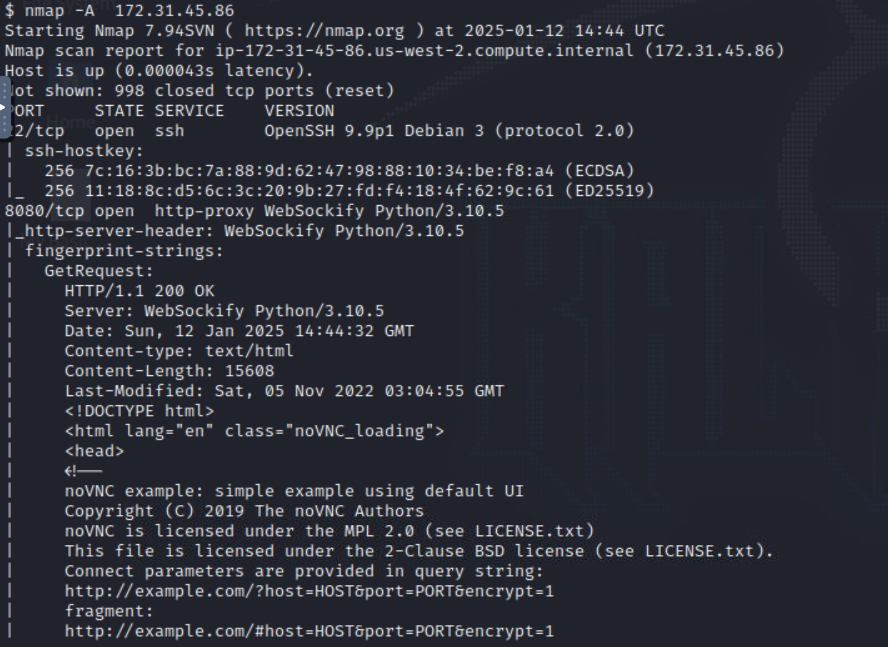 $ nmap -A  172.31.45.86
Starting Nmap 7.94SVN ( https://nmap.org ) at 2025-01-12 14:44 UTC
Nmap scan report for ip-172-31-45-86.us-west-2.compute.internal (172.31.45.86)
Host is up (0.000043s latency).
ot shown: 998 closed tcp ports (reset)
PORT     STATE SERVICE    VERSION
2/tcp   open  ssh        OpenSSH 9.9p1 Debian 3 (protocol 2.0)
| ssh-hostkey:
|   256 7c:16:3b:bc:7a:88:9d:62:47:98:88:10:34:be:f8:a4 (ECDSA)
|_  256 11:18:8c:d5:6c:3c:20:9b:27:fd:f4:18:4f:62:9c:61 (ED25519)
8080/tcp open  http-proxy WebSockify Python/3.10.5
|_http-server-header: WebSockify Python/3.10.5
| fingerprint-strings:
|   GetRequest:
|     HTTP/1.1 200 OK
|     Server: WebSockify Python/3.10.5
|     Date: Sun, 12 Jan 2025 14:44:32 GMT
|     Content-type: text/html
|     Content-Length: 15608
|     Last-Modified: Sat, 05 Nov 2022 03:04:55 GMT
|     <!DOCTYPE html>
|     <html lang="en" class="noVNC_loading">
|     <head>
|     <!--
|     noVNC example: simple example using default UI
|     Copyright (C) 2019 The noVNC Authors
|     noVNC is licensed under the MPL 2.0 (see LICENSE.txt)
|     This file is licensed under the 2-Clause BSD license (see LICENSE.txt).
|     Connect parameters are provided in query string:
|     http://example.com/?host=HOST&port=PORT&encrypt=1
|     fragment:
|     http://example.com/#host=HOST&port=PORT&encrypt=1